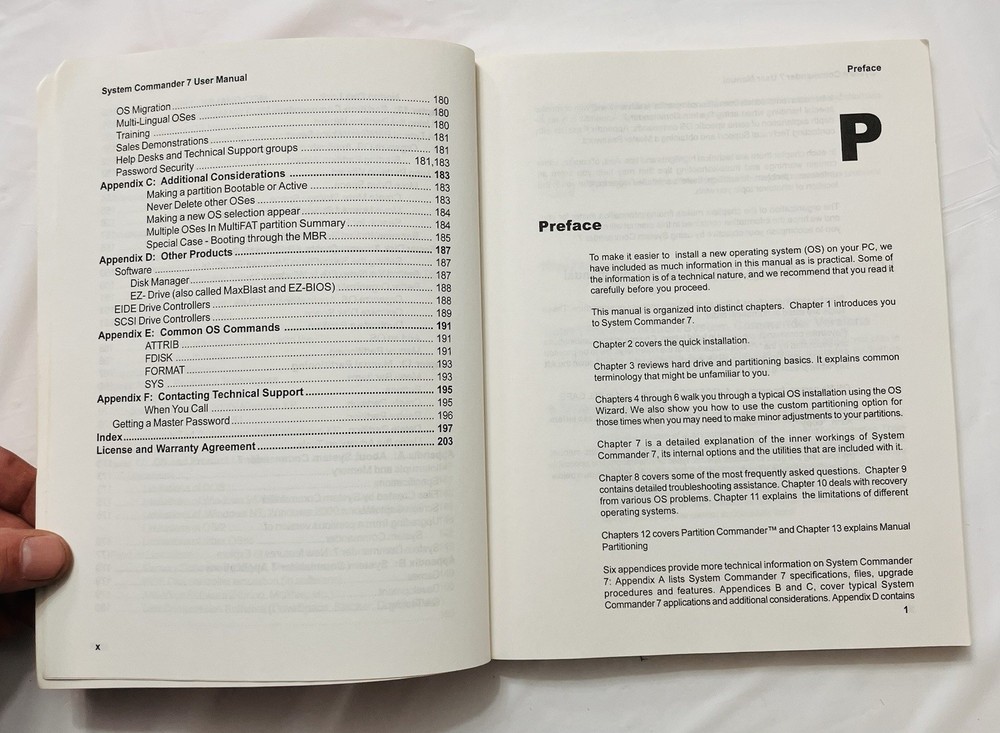 System Commander 7 User Manual
OS Migration 180
Multi-Lingual OSes 180
Training 180
Sales Demonstrations 181
Help Desks and Technical Support groups 181
Password Security 181,183
Appendix C: Additional Considerations 183
Making a partition Bootable or Active 183
Never Delete other OSes 183
Making a new OS selection appear 184
Multiple OSes In MultiFAT partition Summary 184
Special Case - Booting through the MBR 185
Appendix D: Other Products 187
Software 187
Disk Manager 187
EZ- Drive (also called MaxBlast and EZ-BIOS) 188
EIDE Drive Controllers 188
SCSI Drive Controllers 189
Appendix E: Common OS Commands 191
ATTRIB 191
FDISK 191
FORMAT 193
SYS 193
Appendix F: Contacting Technical Support 195
When You Call 195
Getting a Master Password 196
Index 197
License and Warranty Agreement 203
x
Preface
P
Preface
To make it easier to install a new operating system (OS) on your PC, we
have included as much information in this manual as is practical. Some of
the information is of a technical nature, and we recommend that you read it
carefully before you proceed.
This manual is organized into distinct chapters. Chapter 1 introduces you
to System Commander 7.
Chapter 2 covers the quick installation.
Chapter 3 reviews hard drive and partitioning basics. It explains common
terminology that might be unfamiliar to you.
Chapters 4 through 6 walk you through a typical OS installation using the OS
Wizard. We also show you how to use the custom partitioning option for
those times when you may need to make minor adjustments to your partitions.
Chapter 7 is a detailed explanation of the inner workings of System
Commander 7, its internal options and the utilities that are included with it.
Chapter 8 covers some of the most frequently asked questions. Chapter 9
contains detailed troubleshooting assistance. Chapter 10 deals with recovery
from various OS problems. Chapter 11 explains the limitations of different
operating systems.
Chapters 12 covers Partition Commander™ and Chapter 13 explains Manual
Partitioning
Six appendices provide more technical information on System Commander
7: Appendix A lists System Commander 7 specifications, files, upgrade
procedures and features. Appendices B and C, cover typical System
Commander 7 applications and additional considerations. Appendix D contains
1